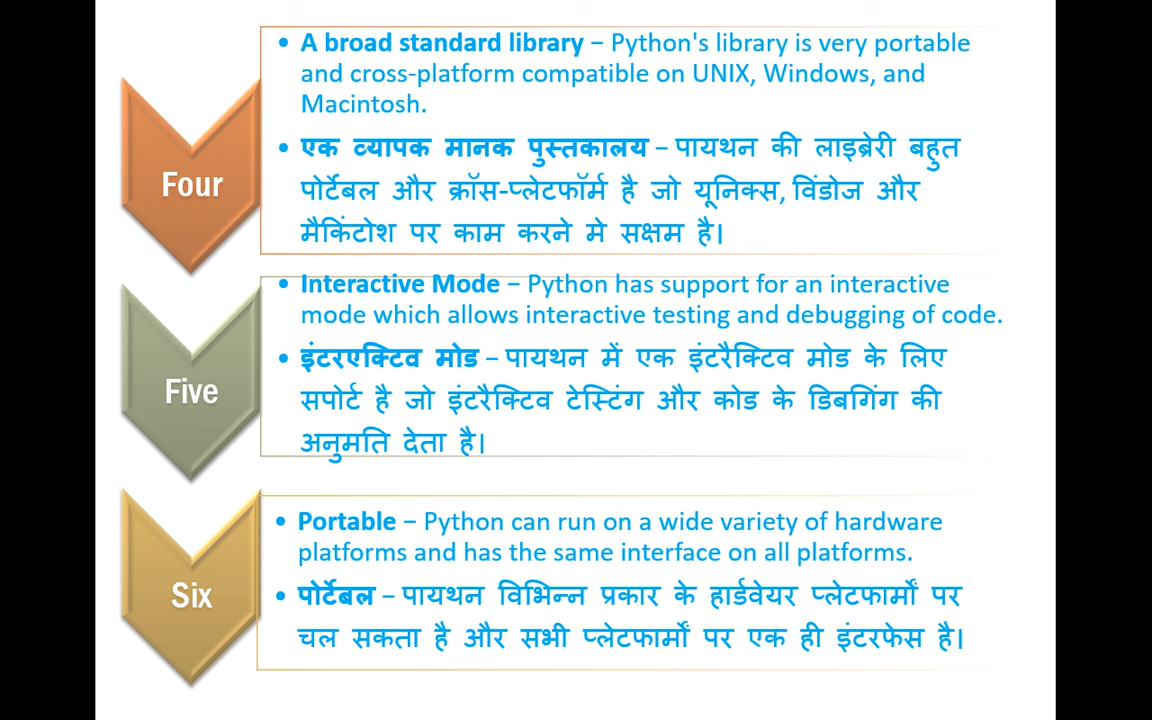 • A broad standard library – Python's library is very portable
and cross-platform compatible on UNIX, Windows, and
Macintosh.
• एक व्यापक मानक पुस्तकालय – पायथन की लाइब्रेरी बहुत
पोर्टेबल और क्रॉस-प्लेटफॉर्म है जो यूनिक्स, विंडोज और
मैकिंटोश पर काम करने मे सक्षम है।
Four
• Interactive Mode – Python has support for an interactive
mode which allows interactive testing and debugging of code.
• इंटरएक्टिव मोड – पायथन में एक इंटरैक्टिव मोड के लिए
सपोर्ट है जो इंटरैक्टिव टेस्टिंग और कोड के डिबगिंग की
अनुमति देता है।
Five
• Portable – Python can run on a wide variety of hardware
platforms and has the same interface on all platforms.
• पोर्टेबल – पायथन विभिन्न प्रकार के हार्डवेयर प्लेटफार्मों पर
चल सकता है और सभी प्लेटफार्मों पर एक ही इंटरफेस है।
Six